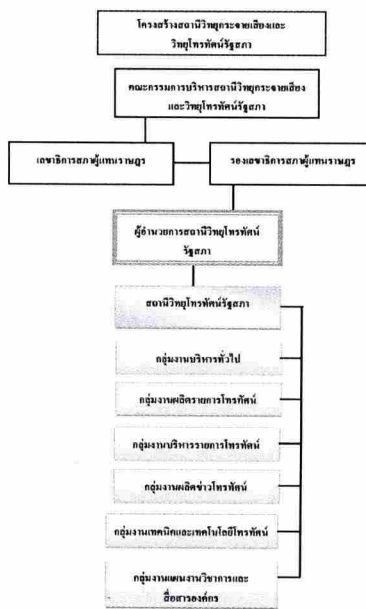 โครงสร้างสถานีวิทยุกระจายเสียงและ
วิทยุโทรทัศน์รัฐสภา
คณะกรรมการบริหารสถานีวิทยุกระจายเสียง
และวิทยุโทรทัศน์รัฐสภา
เลขาธิการสภาผู้แทนราษฎร
รองเลขาธิการสภาผู้แทนราษฎร
ผู้อำนวยการสถานีวิทยุโทรทัศน์
รัฐสภา
สถานีวิทยุโทรทัศน์รัฐสภา
กลุ่มงานบริหารทั่วไป
กลุ่มงานผลิตรายการโทรทัศน์
กลุ่มงานบริหารรายการโทรทัศน์
กลุ่มงานผลิตข่าวโทรทัศน์
กลุ่มงานเทคนิคและเทคโนโลยีโทรทัศน์
กลุ่มงานแผนงานวิชาการและ
สื่อสารองค์กร